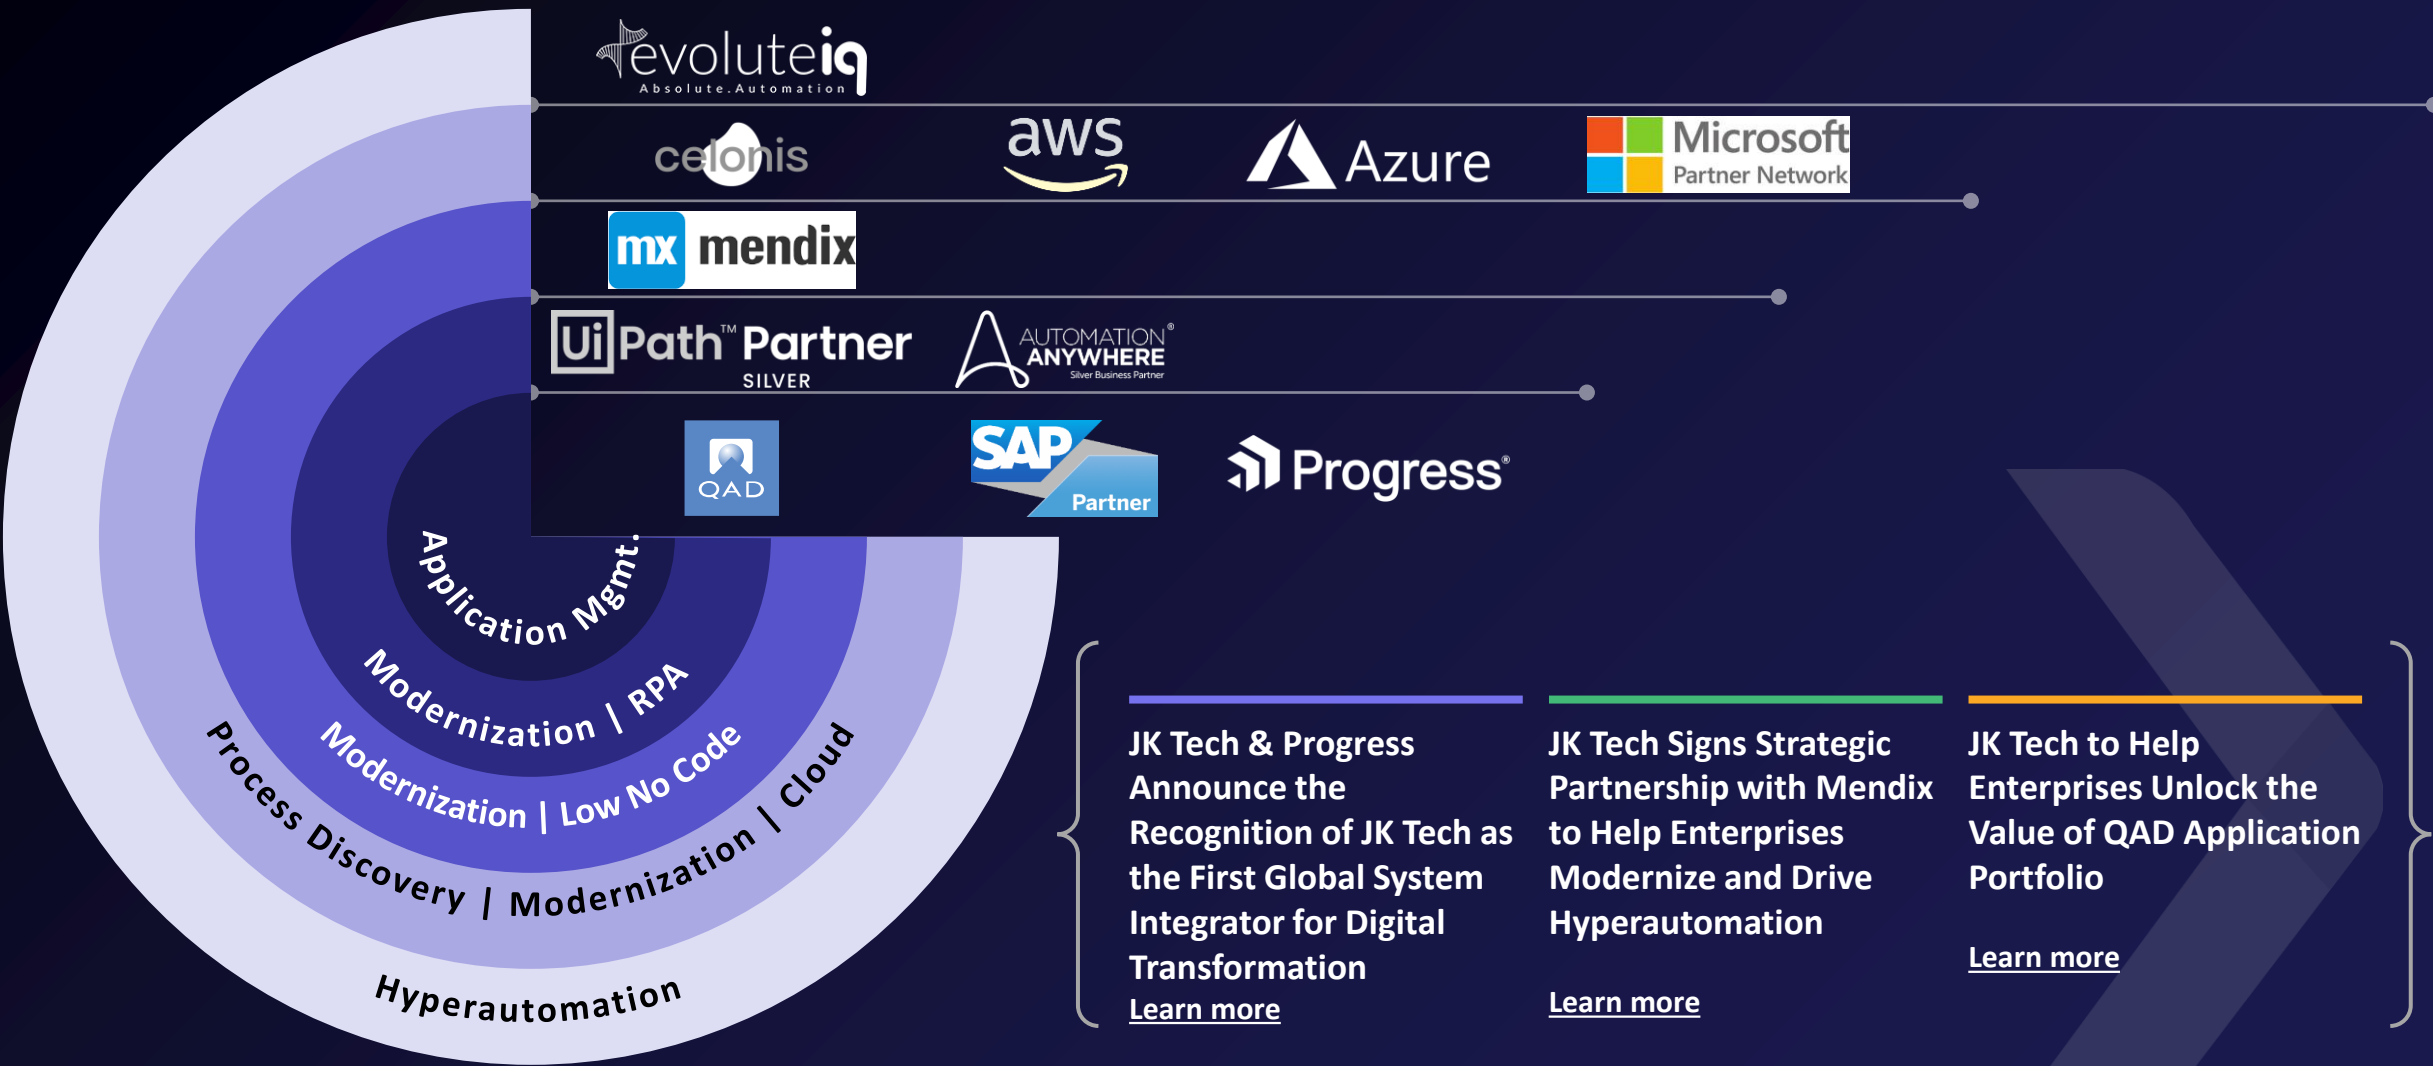 evoluteiq
Absolute.Automation
celonis
aws
Azure
Microsoft
Partner Network
mx mendix
UiPath™ Partner
SILVER
AUTOMATION®
ANYWHERE
Silver Business Partner
QAD
SAP
Partner
Progress®
Application Mgmt.
Modernization | RPA
Modernization | Low No Code
Process Discovery | Modernization | Cloud
Hyperautomation
JK Tech & Progress
Announce the
Recognition of JK Tech as
the First Global System
Integrator for Digital
Transformation
Learn more
JK Tech Signs Strategic
Partnership with Mendix
to Help Enterprises
Modernize and Drive
Hyperautomation
Learn more
JK Tech to Help
Enterprises Unlock the
Value of QAD Application
Portfolio
Learn more